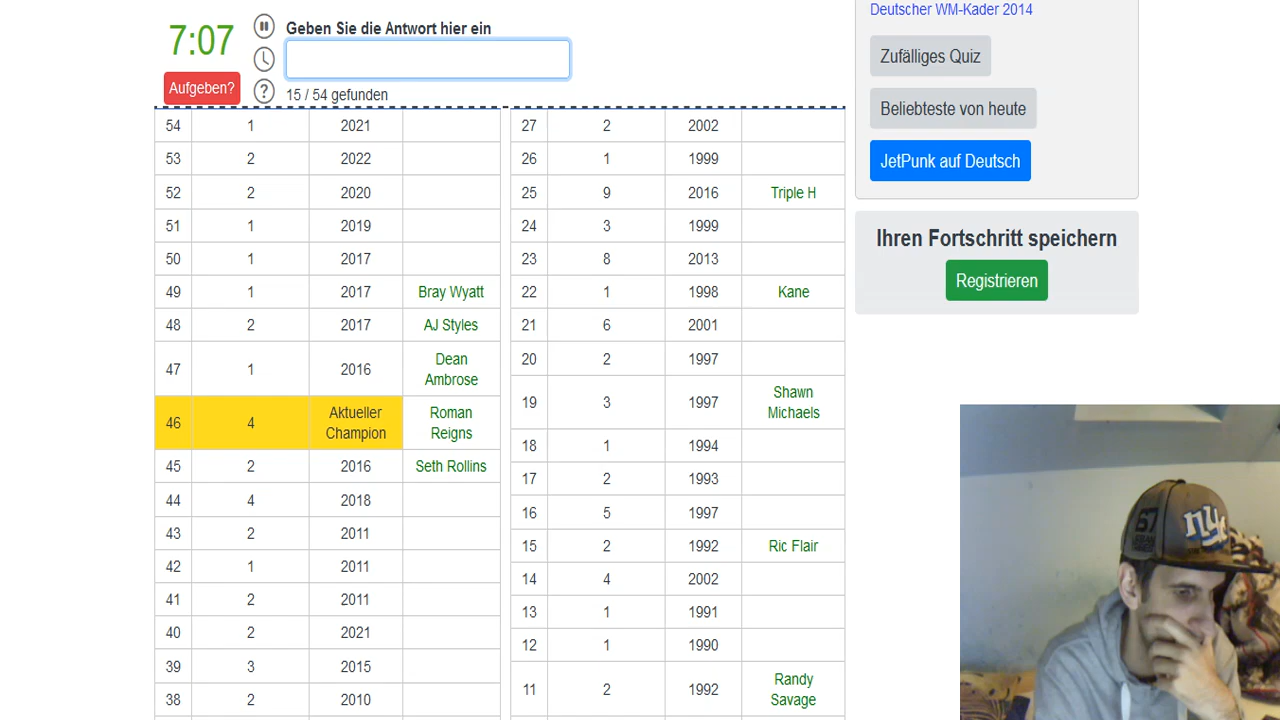 Deutscher WM-Kader 2014
7:07
Geben Sie die Antwort hier ein
Zufälliges Quiz
Aufgeben?
?
15 / 54 gefunden
Beliebteste von heute
JetPunk auf Deutsch
Ihren Fortschritt speichern
Registrieren
54 1 2021
53 2 2022
52 2 2020
51 1 2019
50 1 2017
49 1 2017 Bray Wyatt
48 2 2017 AJ Styles
47 1 2016 Dean
Ambrose
46 4 Aktueller
Champion Roman
Reigns
45 2 2016 Seth Rollins
44 4 2018
43 2 2011
42 1 2011
41 2 2011
40 2 2021
39 3 2015
38 2 2010
27 2 2002
26 1 1999
25 9 2016 Triple H
24 3 1999
23 8 2013
22 1 1998 Kane
21 6 2001
20 2 1997
19 3 1997 Shawn
Michaels
18 1 1994
17 2 1993
16 5 1997
15 2 1992 Ric Flair
14 4 2002
13 1 1991
12 1 1990
11 2 1992 Randy
Savage
67
nyc